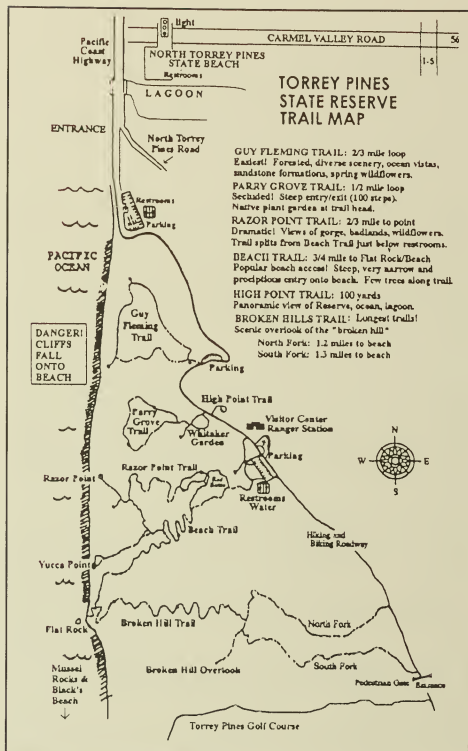 light
Pacific
Coast
Highway
CARMEL VALLEY ROAD
56
NORTH TORREY PINES
STATE BEACH
I-5
Restrooms
LAGOON
TORREY PINES
STATE RESERVE
TRAIL MAP
ENTRANCE
North Torrey
Pines Road
GUY FLEMING TRAIL: 2/3 mile loop
Easiest! Forested, diverse scenery, ocean vistas,
sandstone formations, spring wildflowers.
PARRY GROVE TRAIL: 1/2 mile loop
Secluded! Steep entry/exit (100 steps).
Native plant garden at trail head.
RAZOR POINT TRAIL: 2/3 mile to point
Dramatic! Views of gorge, badlands, wildflowers.
Trail splits from Beach Trail just below restrooms.
BEACH TRAIL: 3/4 mile to Flat Rock/Beach
Popular beach access! Steep, very narrow and
precipitous entry onto beach. Few trees along trail.
HIGH POINT TRAIL: 100 yards
Panoramic view of Reserve, ocean, lagoon.
BROKEN HILLS TRAIL: Longest trails!
Scenic overlook of the "broken hill"
North Fork: 1.2 miles to beach
South Fork: 1.3 miles to beach
Restrooms
Parking
PACIFIC
OCEAN
Guy
Fleming
Trail
DANGER:
CLIFFS
FALL
ONTO
BEACH
Parking
High Point Trail
Parry
Grove
Trail
Whitaker
Garden
Visitor Center
Ranger Station
N
W
E
S
Parking
Razor Point
Razor Point Trail
Red
Butte
Restrooms
Water
Beach Trail
Hiking and
Biking Roadway
Yucca Point
Flat Rock
Broken Hill Trail
North Fork
Broken Hill Overlook
South Fork
Pedestrian Gate
Entrance
Mussel
Rocks &
Black's
Beach
Torrey Pines Golf Course